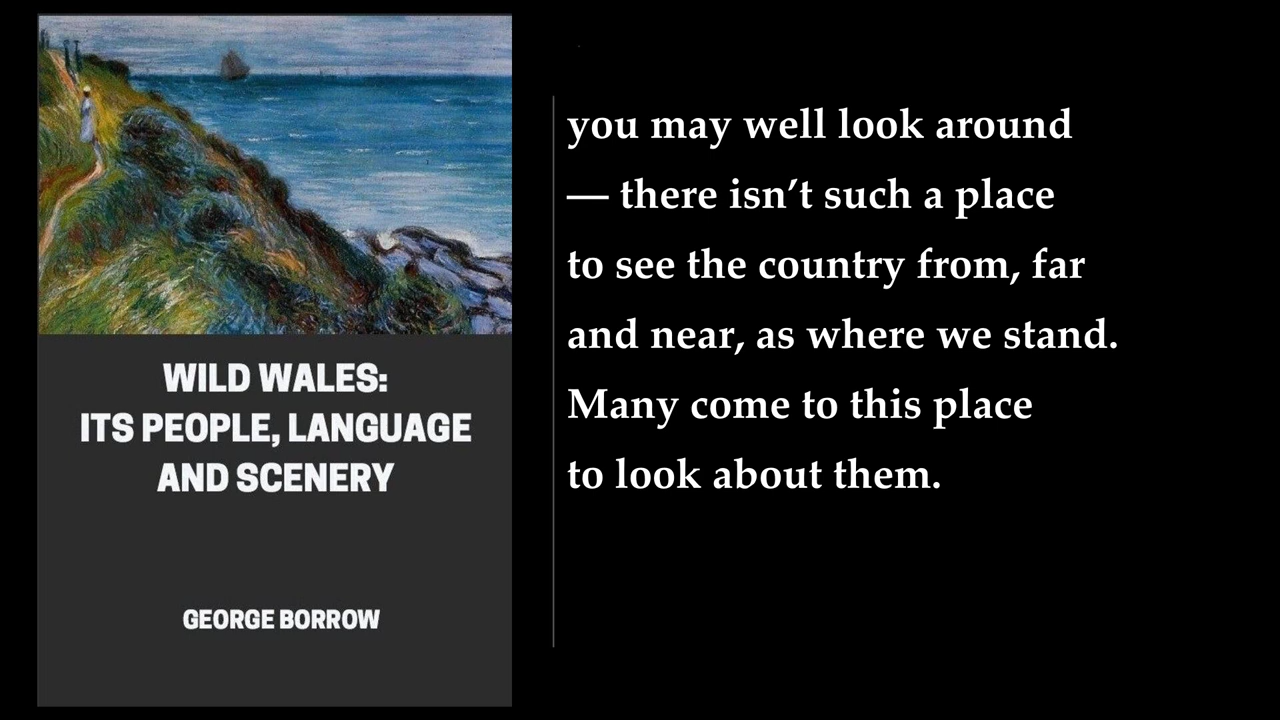 WILD WALES:
ITS PEOPLE, LANGUAGE
AND SCENERY
GEORGE BORROW
you may well look around
— there isn’t such a place
to see the country from, far
and near, as where we stand.
Many come to this place
to look about them.